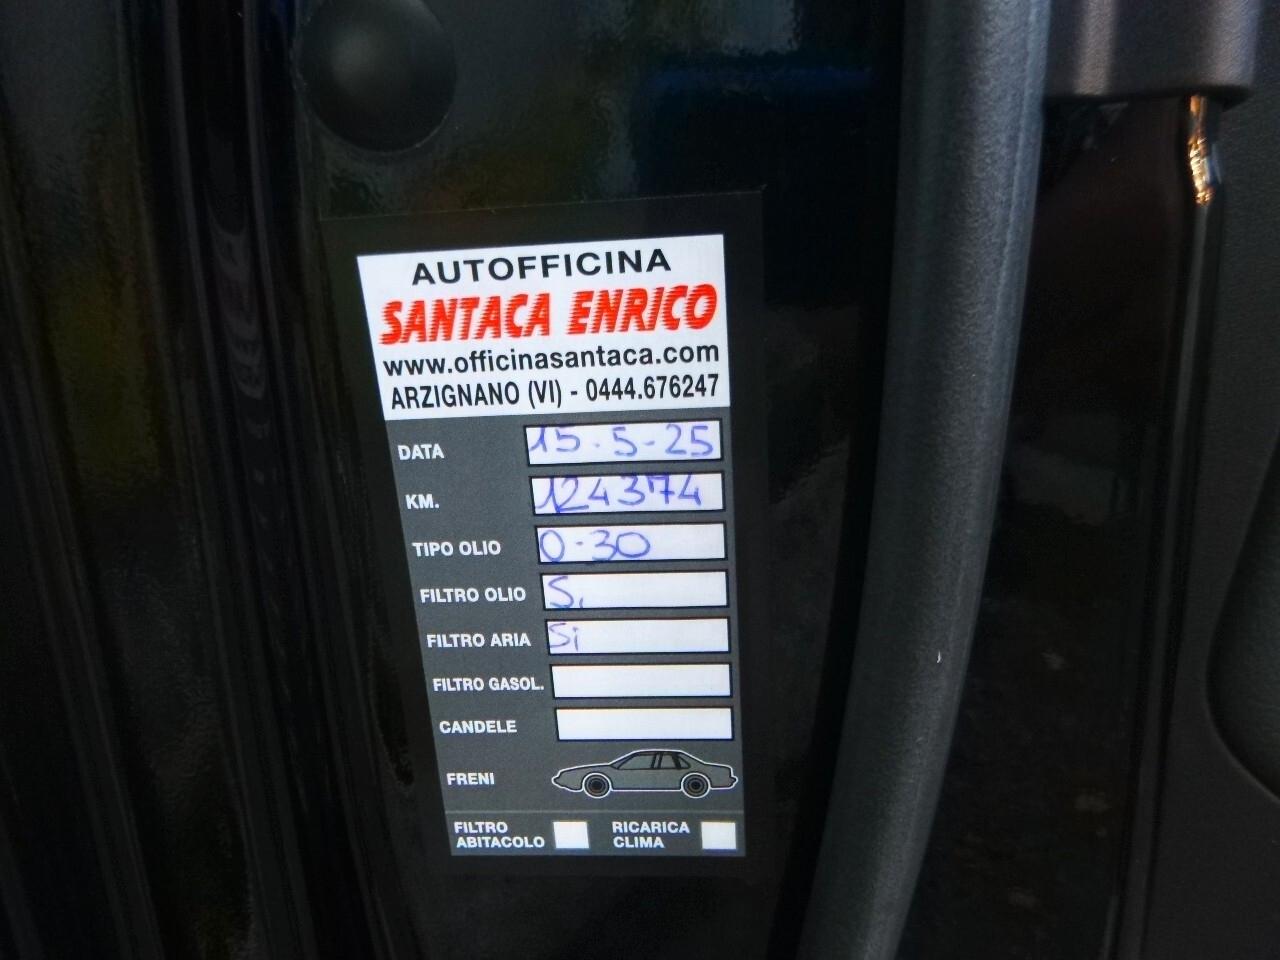 AUTOFFICINA
SANTACA ENRICO
www.officinasantaca.com
ARZIGNANO (VI) - 0444.676247
DATA 15-5-25
KM. 124374
TIPO OLIO 0-30
FILTRO OLIO Si
FILTRO ARIA Si
FILTRO GASOL.
CANDELE
FRENI
FILTRO ABITACOLO
RICARICA CLIMA